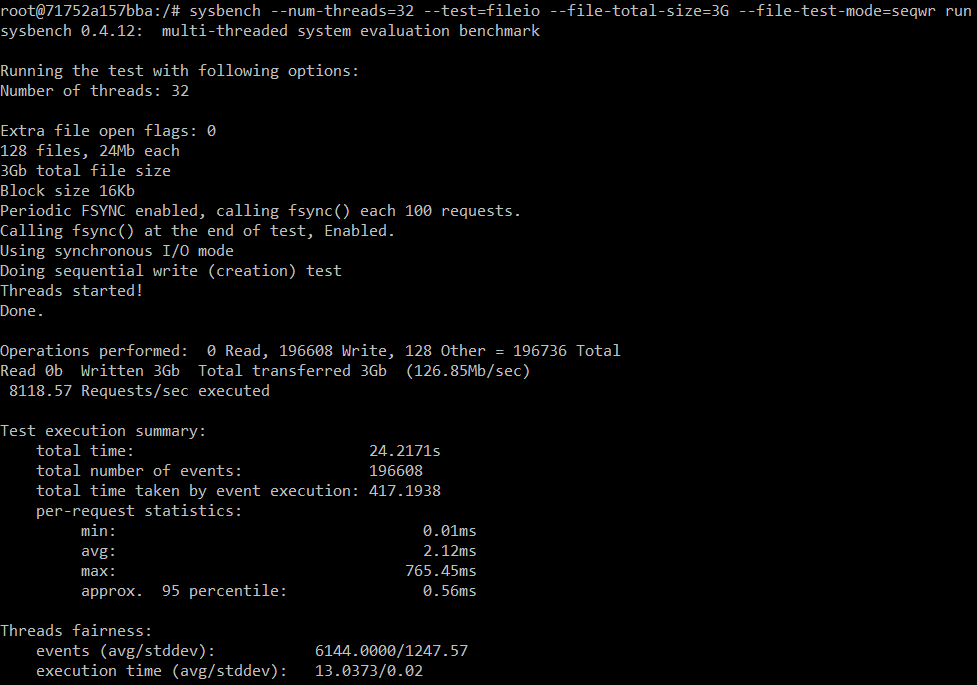 root@71752a157bba:/# sysbench --num-threads=32 --test=fileio --file-total-size=3G --file-test-mode=seqwr run
sysbench 0.4.12:  multi-threaded system evaluation benchmark

Running the test with following options:
Number of threads: 32

Extra file open flags: 0
128 files, 24Mb each
3Gb total file size
Block size 16Kb
Periodic FSYNC enabled, calling fsync() each 100 requests.
Calling fsync() at the end of test, Enabled.
Using synchronous I/O mode
Doing sequential write (creation) test
Threads started!
Done.

Operations performed:  0 Read, 196608 Write, 128 Other = 196736 Total
Read 0b  Written 3Gb  Total transferred 3Gb  (126.85Mb/sec)
 8118.57 Requests/sec executed

Test execution summary:
    total time:                          24.2171s
    total number of events:              196608
    total time taken by event execution: 417.1938
    per-request statistics:
         min:                                  0.01ms
         avg:                                  2.12ms
         max:                                765.45ms
         approx.  95 percentile:               0.56ms

Threads fairness:
    events (avg/stddev):           6144.0000/1247.57
    execution time (avg/stddev):   13.0373/0.02